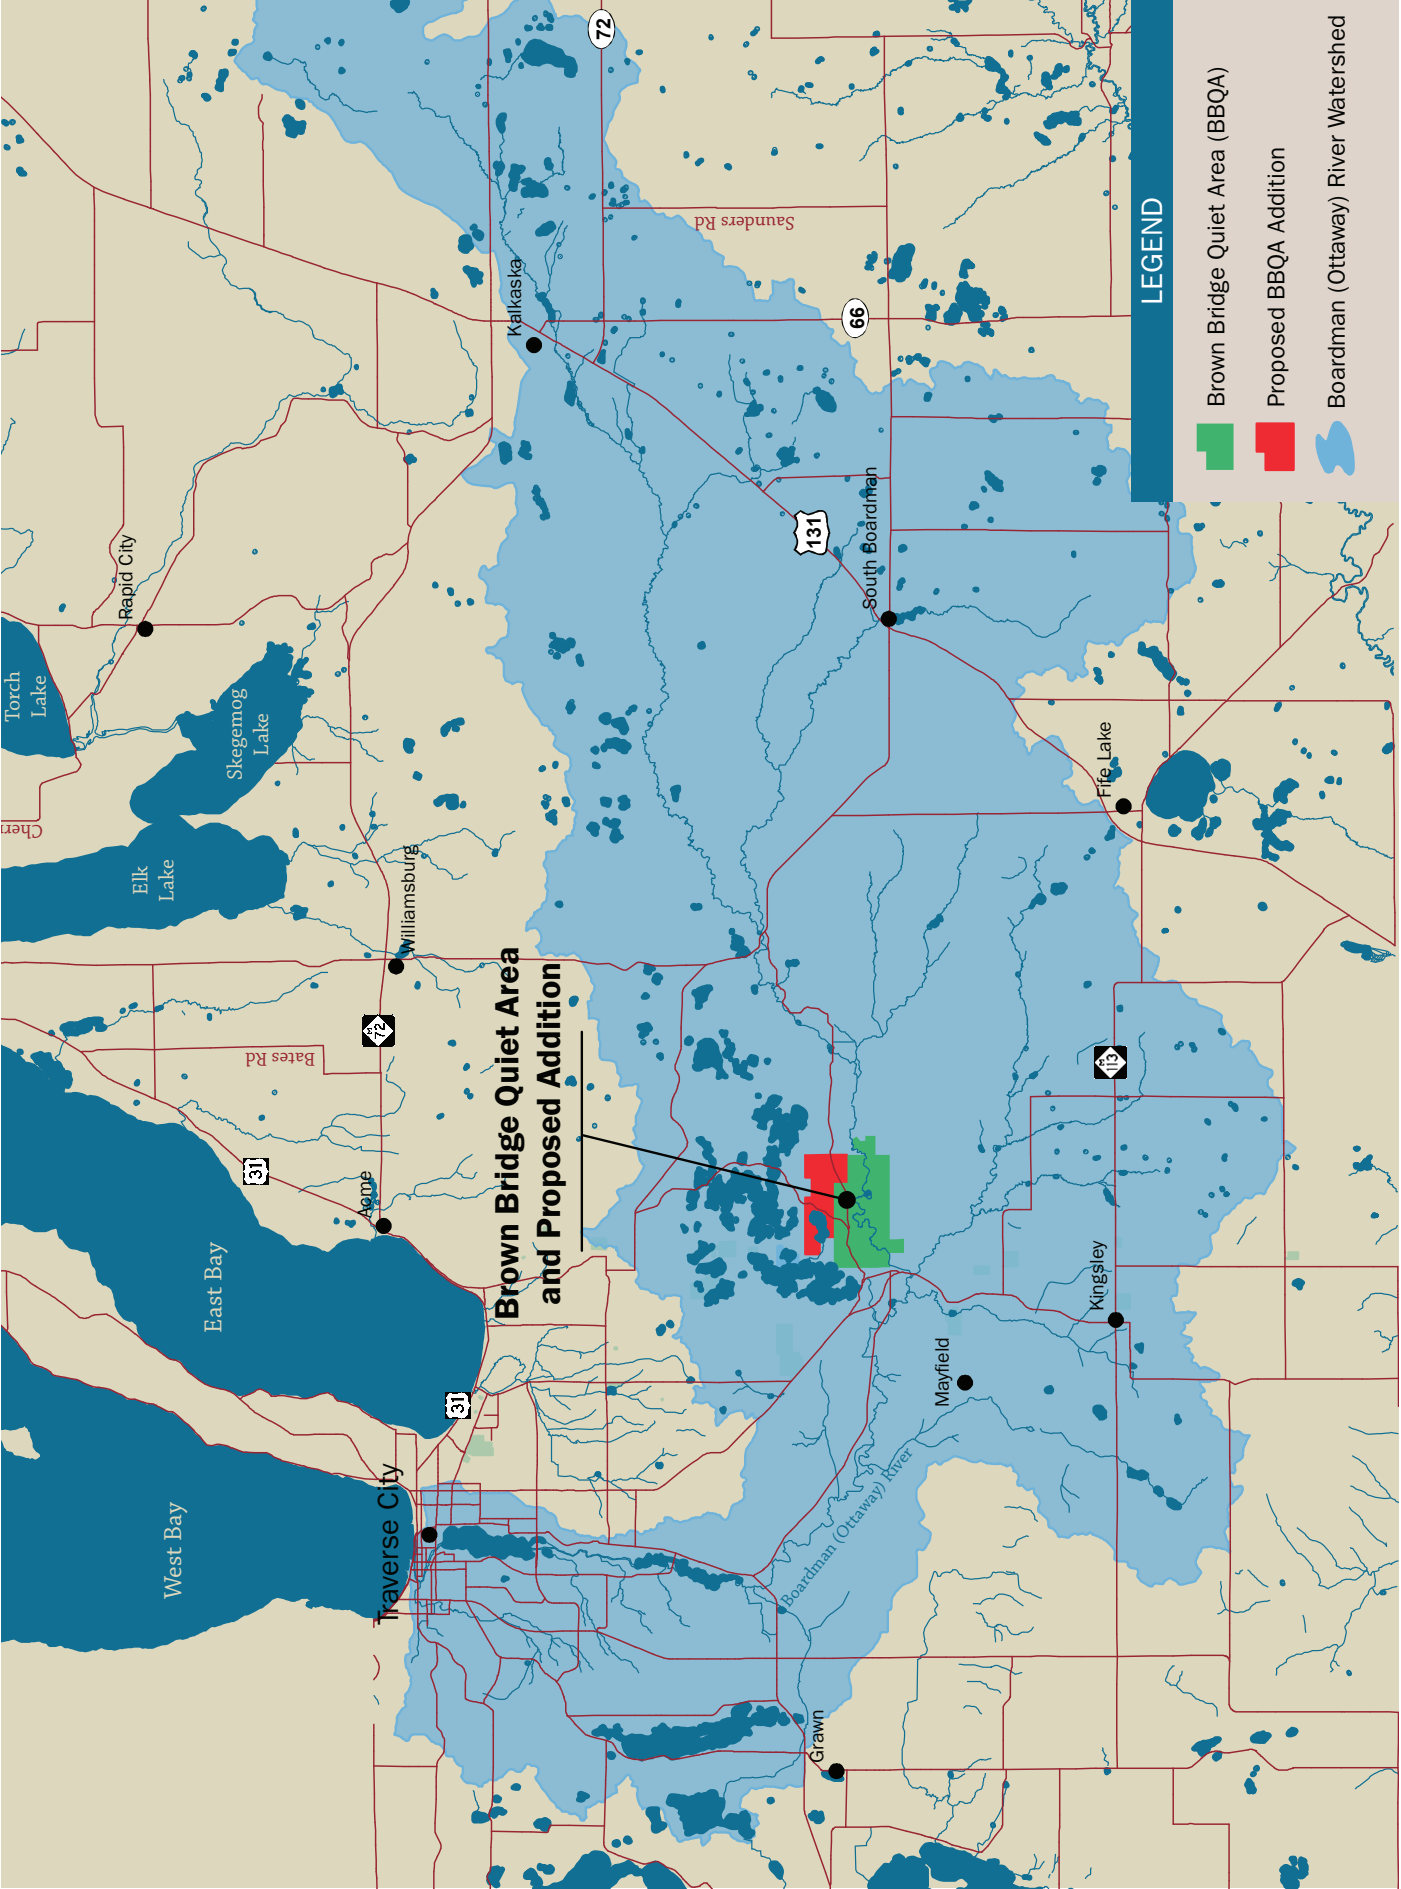 Torch
Lake
Rapid City
Skegemog
Lake
Elk
Lake
Williamsburg
72
Bates Rd
31
Acme
East Bay
31
West Bay
Traverse City
Brown Bridge Quiet Area
and Proposed Addition
Kalkaska
72
Saunders Rd
66
131
South Boardman
Fife Lake
M
113
Kingsley
Mayfield
Boardman (Ottaway) River
Grawn
LEGEND
Brown Bridge Quiet Area (BBQA)
Proposed BBQA Addition
Boardman (Ottaway) River Watershed